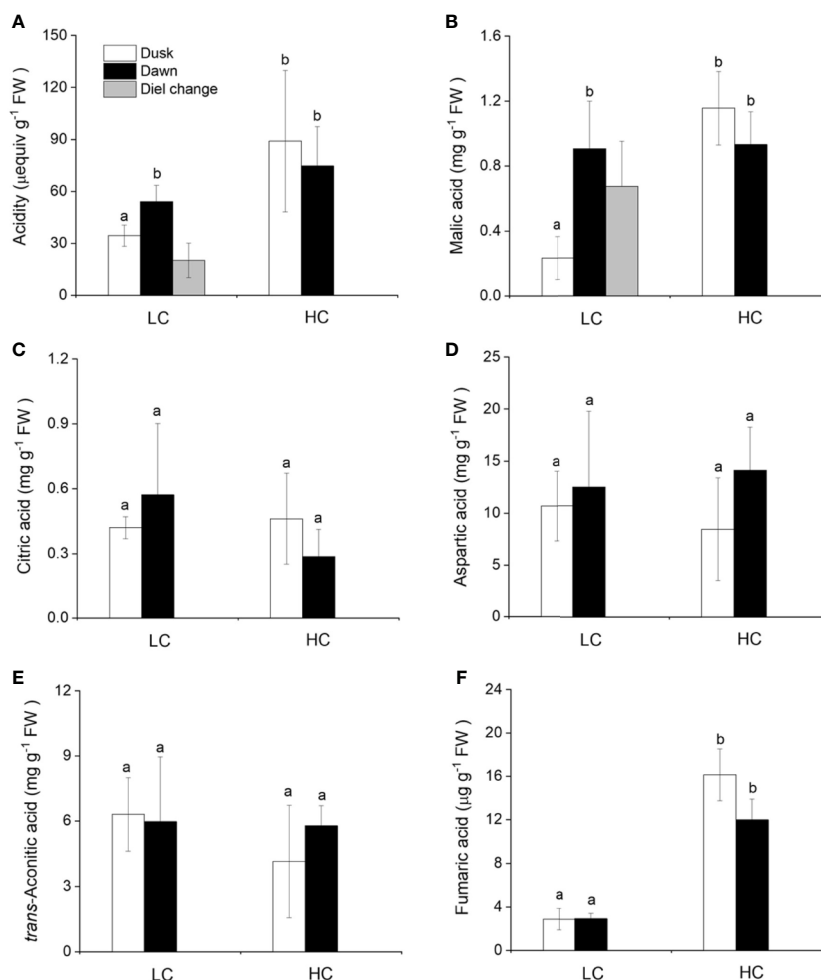 A
Dusk
Dawn
Diel change
Acidity (μequiv g⁻¹ FW )
150
120
90
60
30
0
a
b
b
b
LC
HC
B
Malic acid (mg g⁻¹ FW )
1.6
1.2
0.8
0.4
0.0
a
b
b
b
LC
HC
C
Citric acid (mg g⁻¹ FW )
1.2
0.9
0.6
0.3
0.0
a
a
a
a
LC
HC
D
Aspartic acid (mg g⁻¹ FW )
25
20
15
10
5
0
a
a
a
a
LC
HC
E
trans-Aconitic acid (mg g⁻¹ FW )
12
9
6
3
0
a
a
a
a
LC
HC
F
Fumaric acid (μg g⁻¹ FW )
24
20
16
12
8
4
0
a
a
b
b
LC
HC